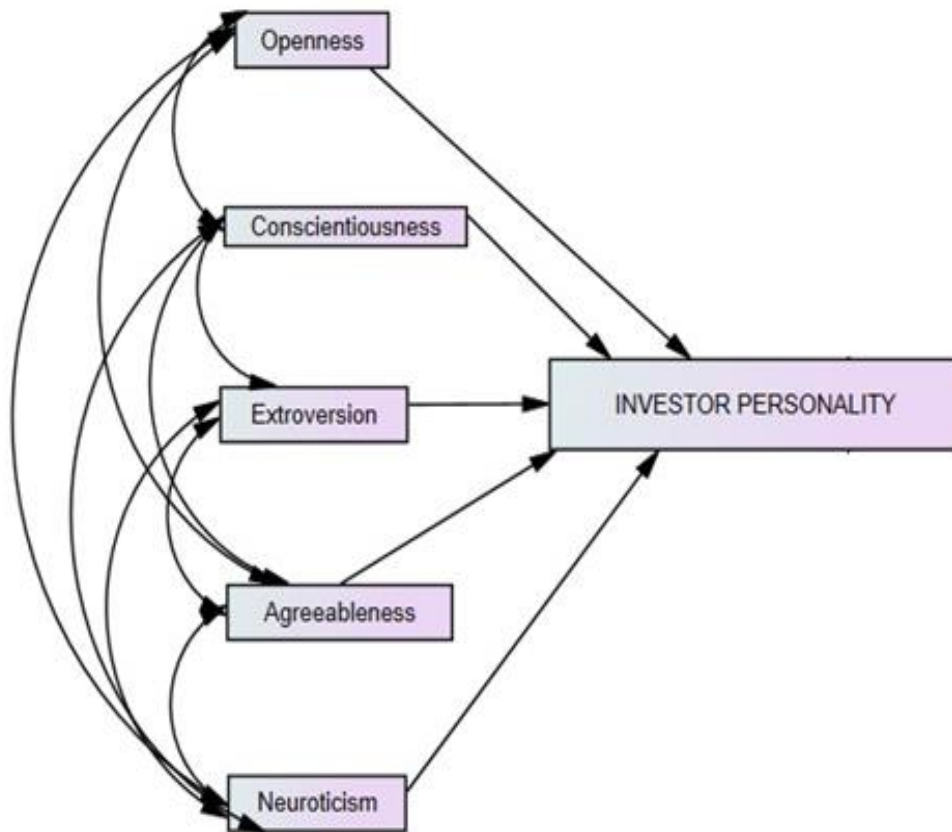 Openness
Conscientiousness
Extroversion
INVESTOR PERSONALITY
Agreeableness
Neuroticism